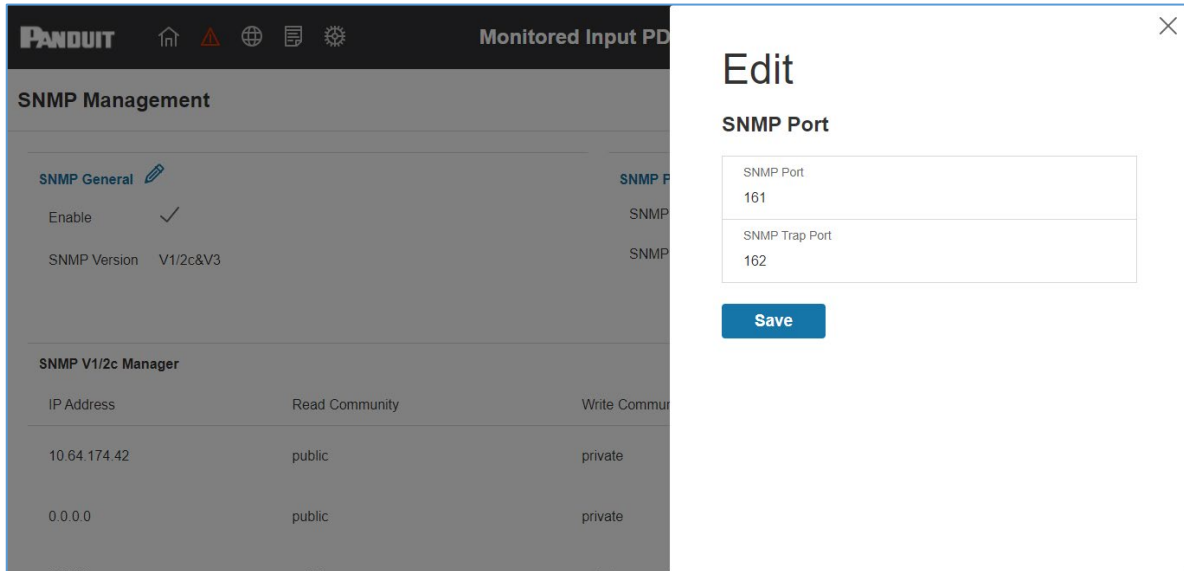 PANDUIT
Monitored Input PD
SNMP Management
SNMP General
Enable
SNMP Version V1/2c&V3
SNMP P
SNMP
SNMP
SNMP V1/2c Manager
IP Address Read Community Write Commun
10.64.174.42 public private
0.0.0.0 public private
Edit
SNMP Port
SNMP Port
161
SNMP Trap Port
162
Save